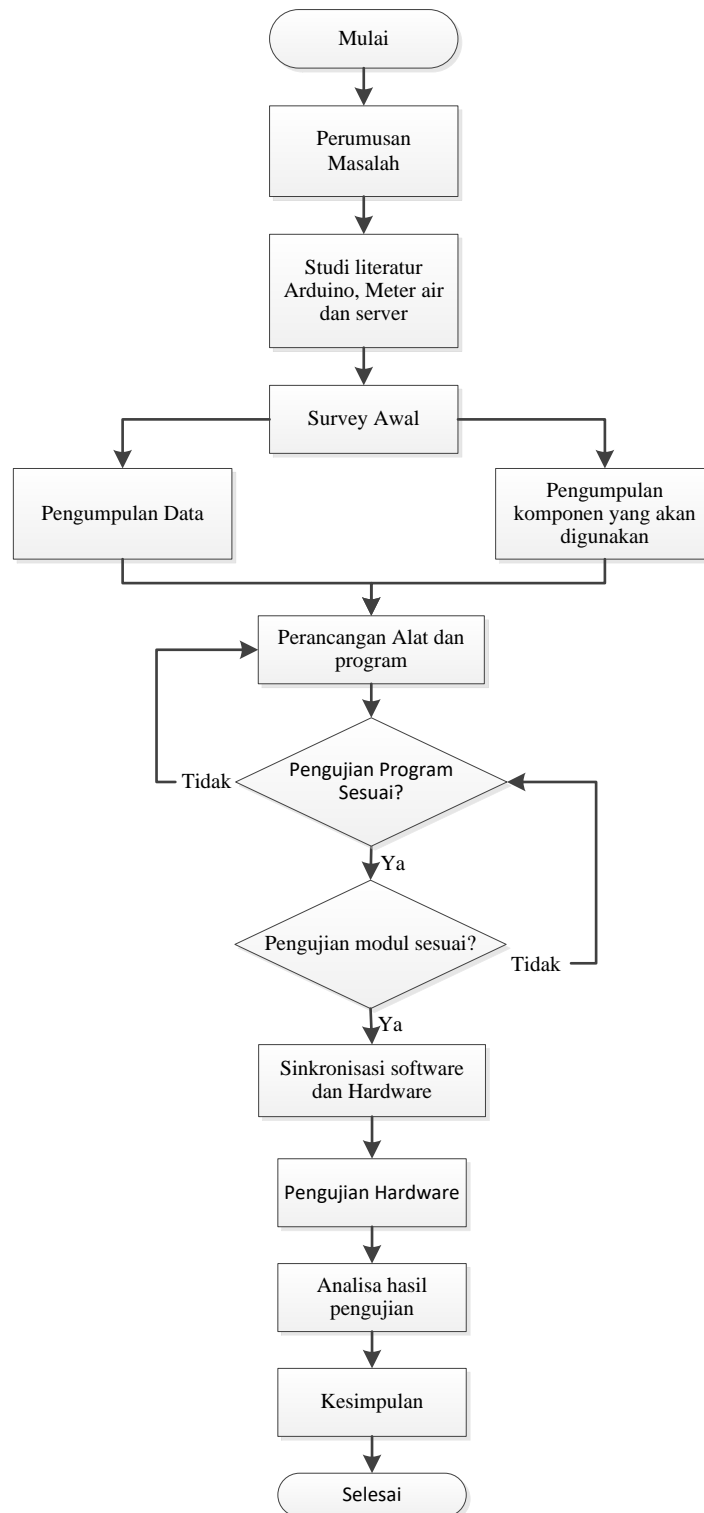 Mulai
Perumusan
Masalah
Studi literatur
Arduino, Meter air
dan server
Survey Awal
Pengumpulan Data
Pengumpulan
komponen yang akan
digunakan
Perancangan Alat dan
program
Pengujian Program
Sesuai?
Tidak
Ya
Pengujian modul sesuai?
Tidak
Ya
Sinkronisasi software
dan Hardware
Pengujian Hardware
Analisa hasil
pengujian
Kesimpulan
Selesai